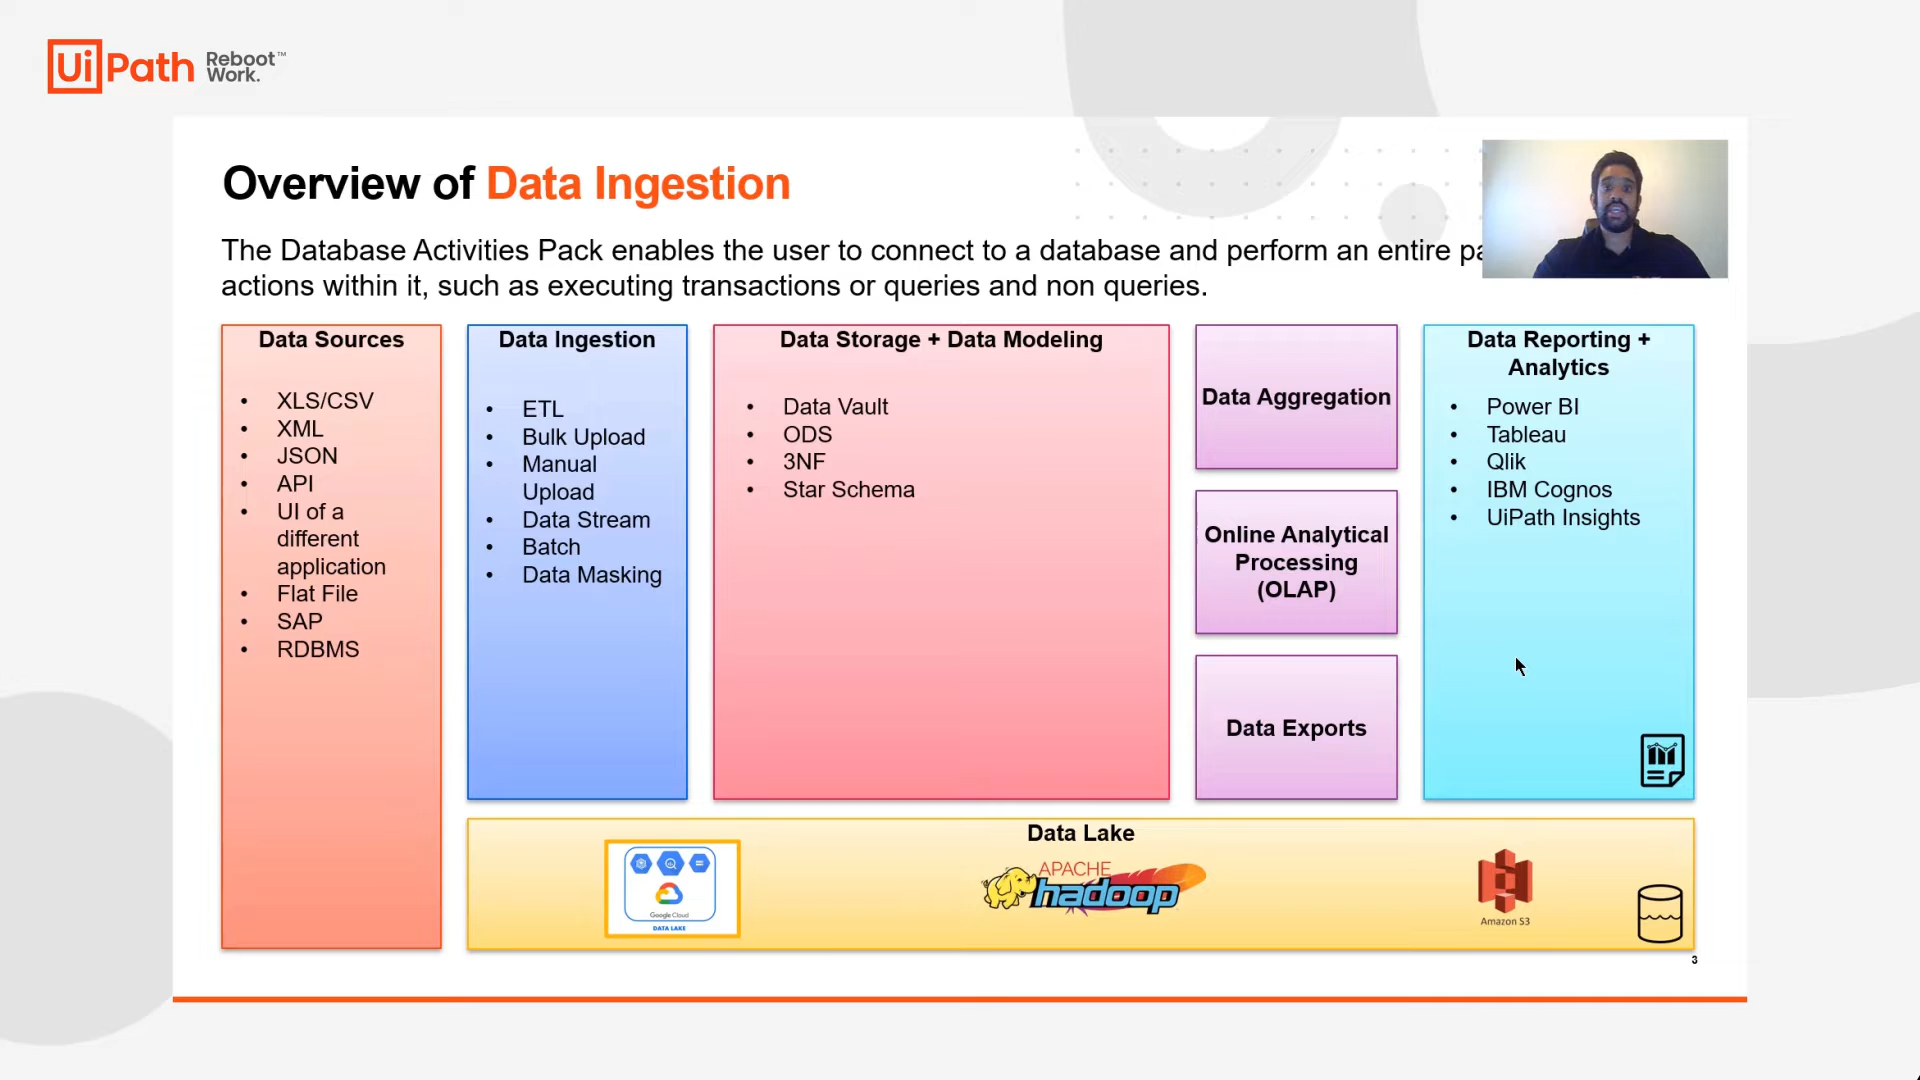 UiPath Reboot™
Work.
Overview of Data Ingestion
The Database Activities Pack enables the user to connect to a database and perform an entire
actions within it, such as executing transactions or queries and non queries.
Data Sources
• XLS/CSV
• XML
• JSON
• API
• UI of a
different
application
• Flat File
• SAP
• RDBMS
Data Ingestion
• ETL
• Bulk Upload
• Manual
Upload
• Data Stream
• Batch
• Data Masking
Data Storage + Data Modeling
• Data Vault
• ODS
• 3NF
• Star Schema
Data Aggregation
Online Analytical
Processing
(OLAP)
Data Exports
Data Reporting +
Analytics
• Power BI
• Tableau
• Qlik
• IBM Cognos
• UiPath Insights
Data Lake
Google Cloud
DATA LAKE
APACHE
hadoop
Amazon S3
3